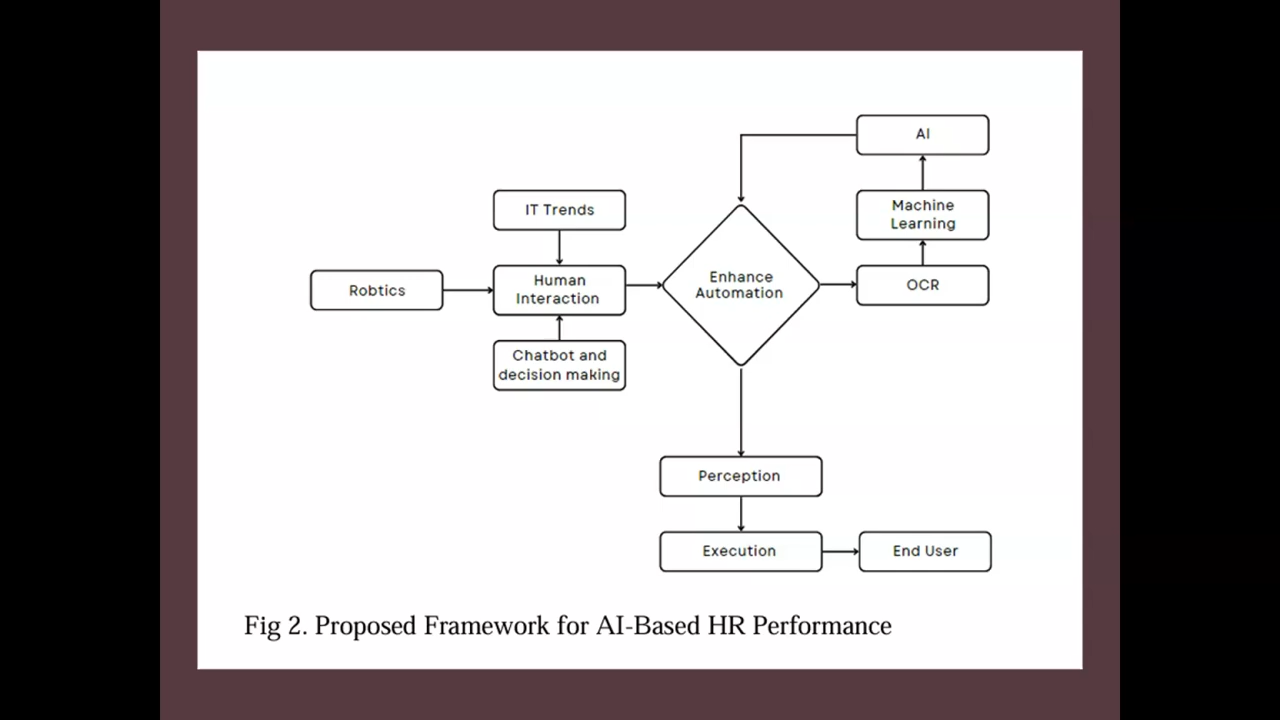 AI
IT Trends
Machine
Learning
Robtics
Human
Interaction
Enhance
Automation
OCR
Chatbot and
decision making
Perception
Execution
End User
Fig 2. Proposed Framework for AI-Based HR Performance